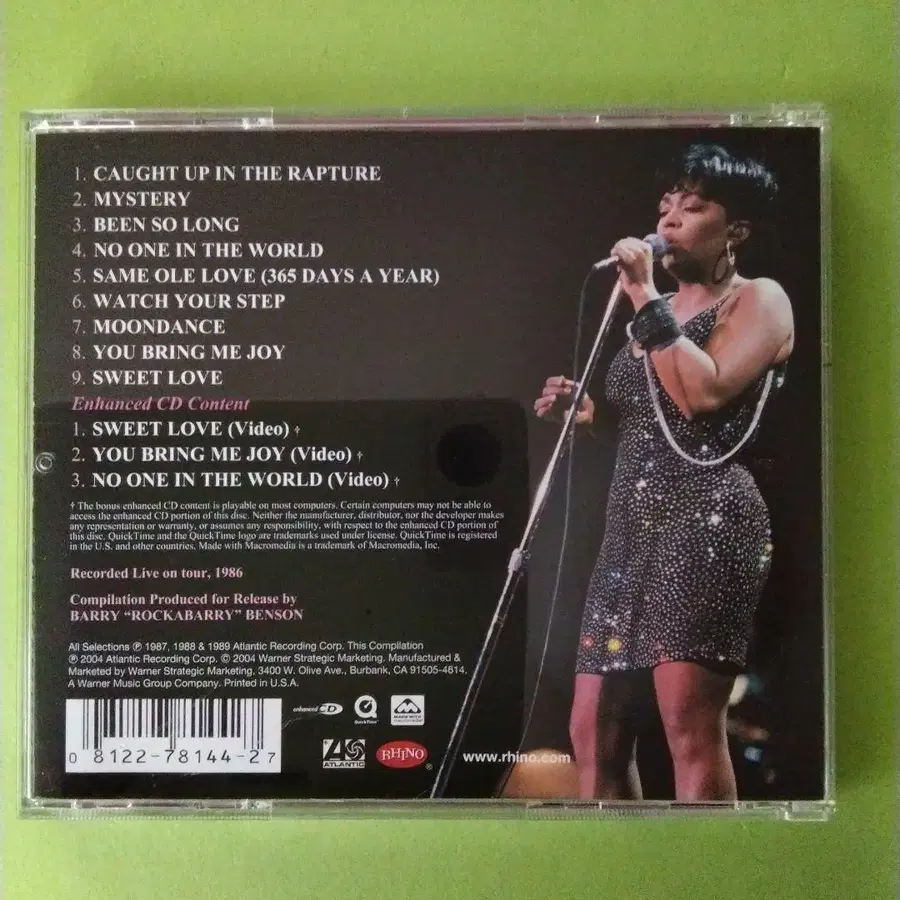 1. CAUGHT UP IN THE RAPTURE
2. MYSTERY
3. BEEN SO LONG
4. NO ONE IN THE WORLD
5. SAME OLE LOVE (365 DAYS A YEAR)
6. WATCH YOUR STEP
7. MOONDANCE
8. YOU BRING ME JOY
9. SWEET LOVE
Enhanced CD Content
1. SWEET LOVE (Video) †
2. YOU BRING ME JOY (Video) †
3. NO ONE IN THE WORLD (Video) †
† The bonus enhanced CD content is playable on most computers. Certain computers may not be able to
access the enhanced CD portion of this disc. Neither the manufacturer, distributor, nor the developer makes
any representation or warranty, or assumes any responsibility, with respect to the enhanced CD portion of
this disc. QuickTime and the QuickTime logo are trademarks used under license. QuickTime is registered
in the U.S. and other countries. Made with Macromedia is a trademark of Macromedia, Inc.
Recorded Live on tour, 1986
Compilation Produced for Release by
BARRY “ROCKABARRY” BENSON
All Selections ℗ 1987, 1988 & 1989 Atlantic Recording Corp. This Compilation
℗ 2004 Atlantic Recording Corp. © 2004 Warner Strategic Marketing. Manufactured &
Marketed by Warner Strategic Marketing, 3400 W. Olive Ave., Burbank, CA 91505-4614.
A Warner Music Group Company. Printed in U.S.A.
enhanced CD
QuickTime
MADE WITH
0 8122-78144-2 7
ATLANTIC
RHINO ®
www.rhino.com